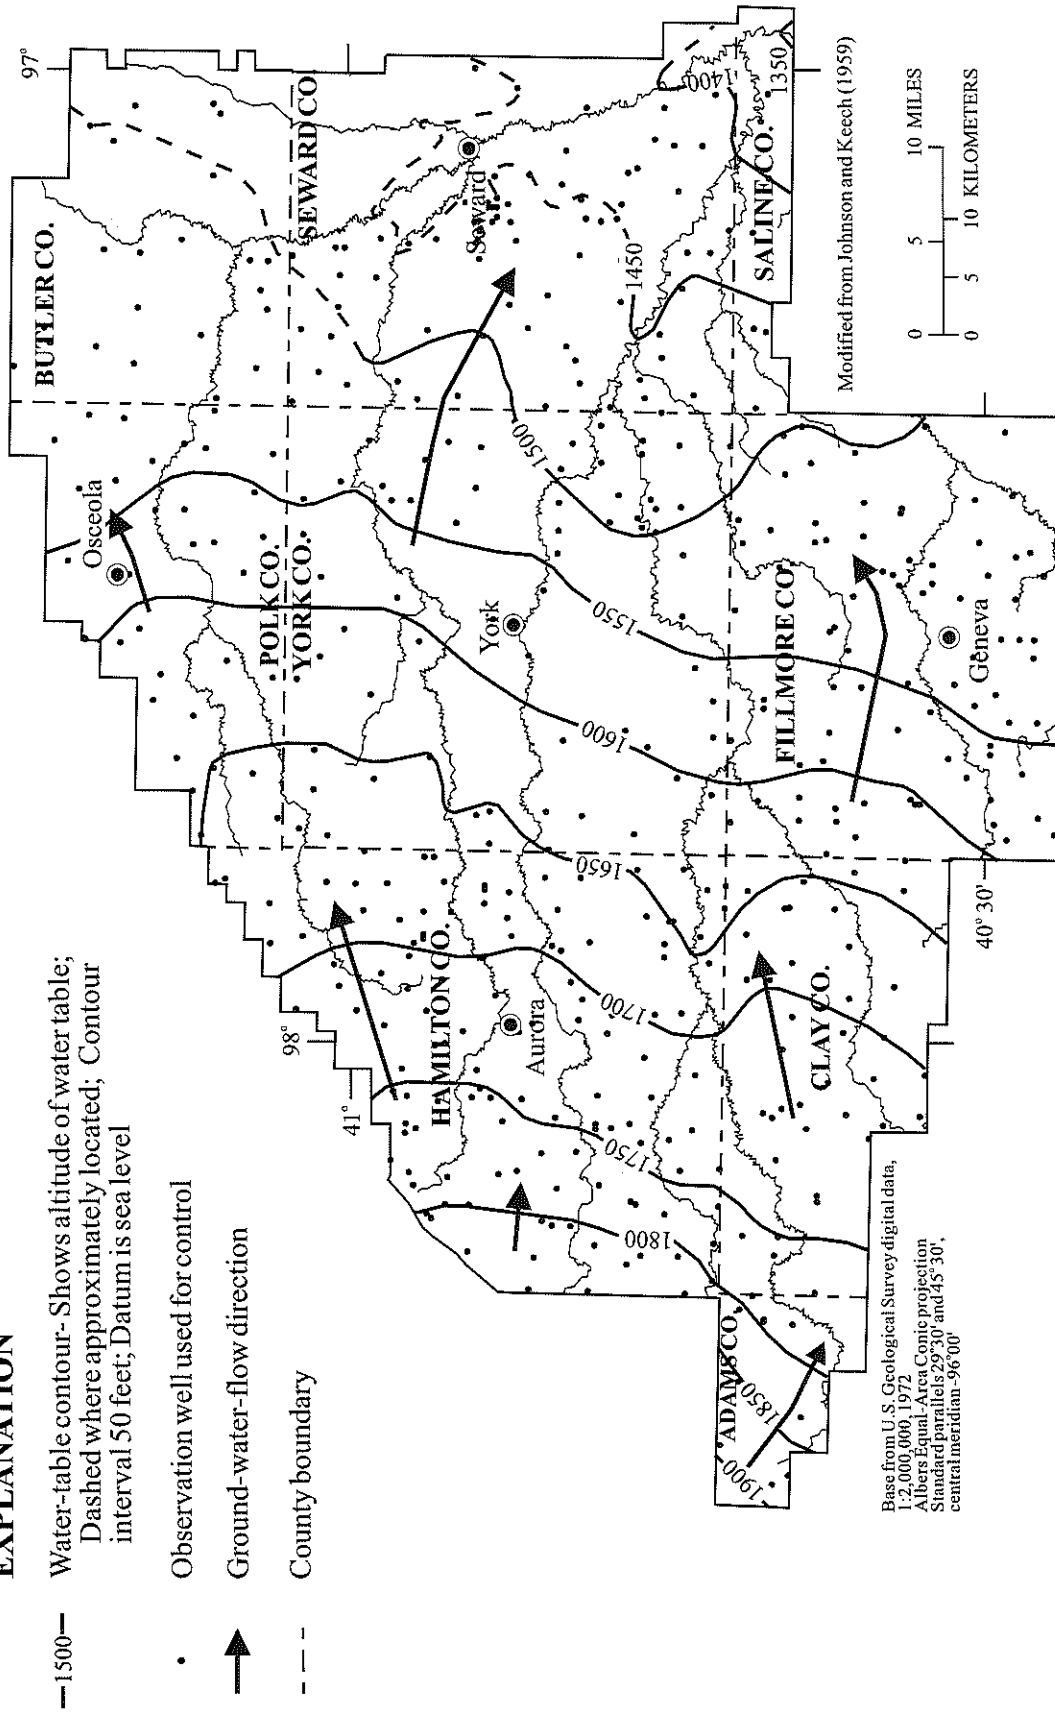 EXPLANATION
—1500— Water-table contour- Shows altitude of water table;
Dashed where approximately located; Contour
interval 50 feet; Datum is sea level
Observation well used for control
Ground-water-flow direction
County boundary
98°
97°
41°
40° 30'
BUTLER CO.
Osceola
POLK CO.
YORK CO.
SEWARD CO
Seward
HAMILTON CO.
Aurora
York
ADAMS CO.
CLAY CO.
FILLMORE CO.
Geneva
SALINE CO.
1900
1850
1800
1750
1700
1650
1600
1550
1500
1450
1400
1350
Modified from Johnson and Keech (1959)
0 5 10 MILES
0 5 10 KILOMETERS
Base from U.S. Geological Survey digital data,
1:2,000,000, 1972
Albers Equal-Area Conic projection
Standard parallels 29°30' and 45°30',
central meridian -96°00'